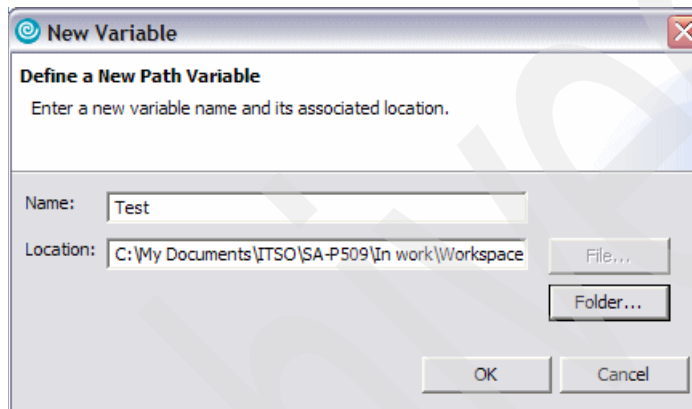 New Variable
Define a New Path Variable
Enter a new variable name and its associated location.
Name: Test
Location: C:\My Documents\ITSO\SA-P509\In work\Workspace File...
Folder...
OK Cancel